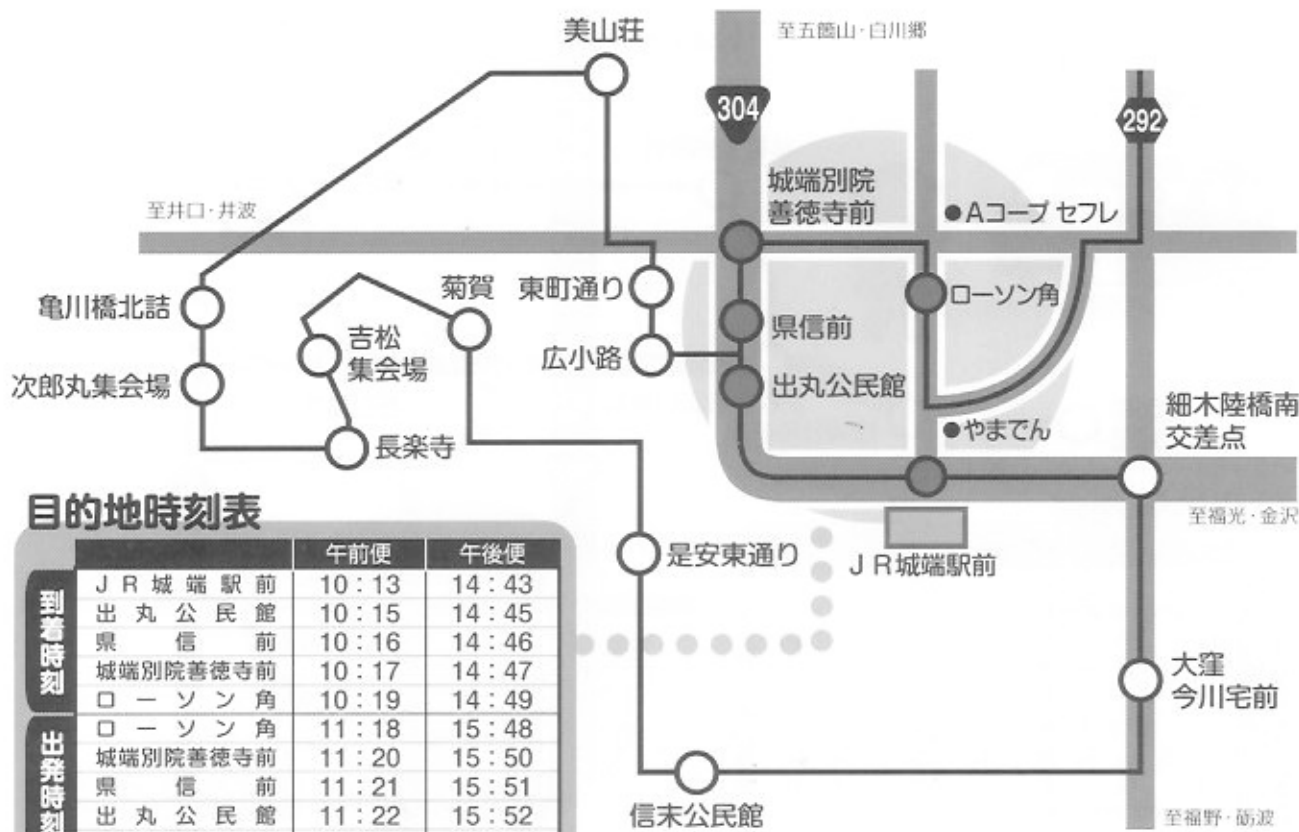 美山荘
至五箇山・白川郷
304
292
城端別院
善徳寺前
●Aコープ セフレ
至井口・井波
亀川橋北詰
菊賀
東町通り
ローソン角
吉松
集会場
県信前
次郎丸集会場
広小路
出丸公民館
細木陸橋南
交差点
長楽寺
●やまでん
至福光・金沢
目的地時刻表
是安東通り
JR城端駅前
午前便 午後便
到着時刻
JR城端駅前 10:13 14:43
出丸公民館 10:15 14:45
県信前 10:16 14:46
城端別院善徳寺前 10:17 14:47
ローソン角 10:19 14:49
出発時刻
ローソン角 11:18 15:48
城端別院善徳寺前 11:20 15:50
県信前 11:21 15:51
出丸公民館 11:22 15:52
大窪
今川宅前
信末公民館
至福野・砺波